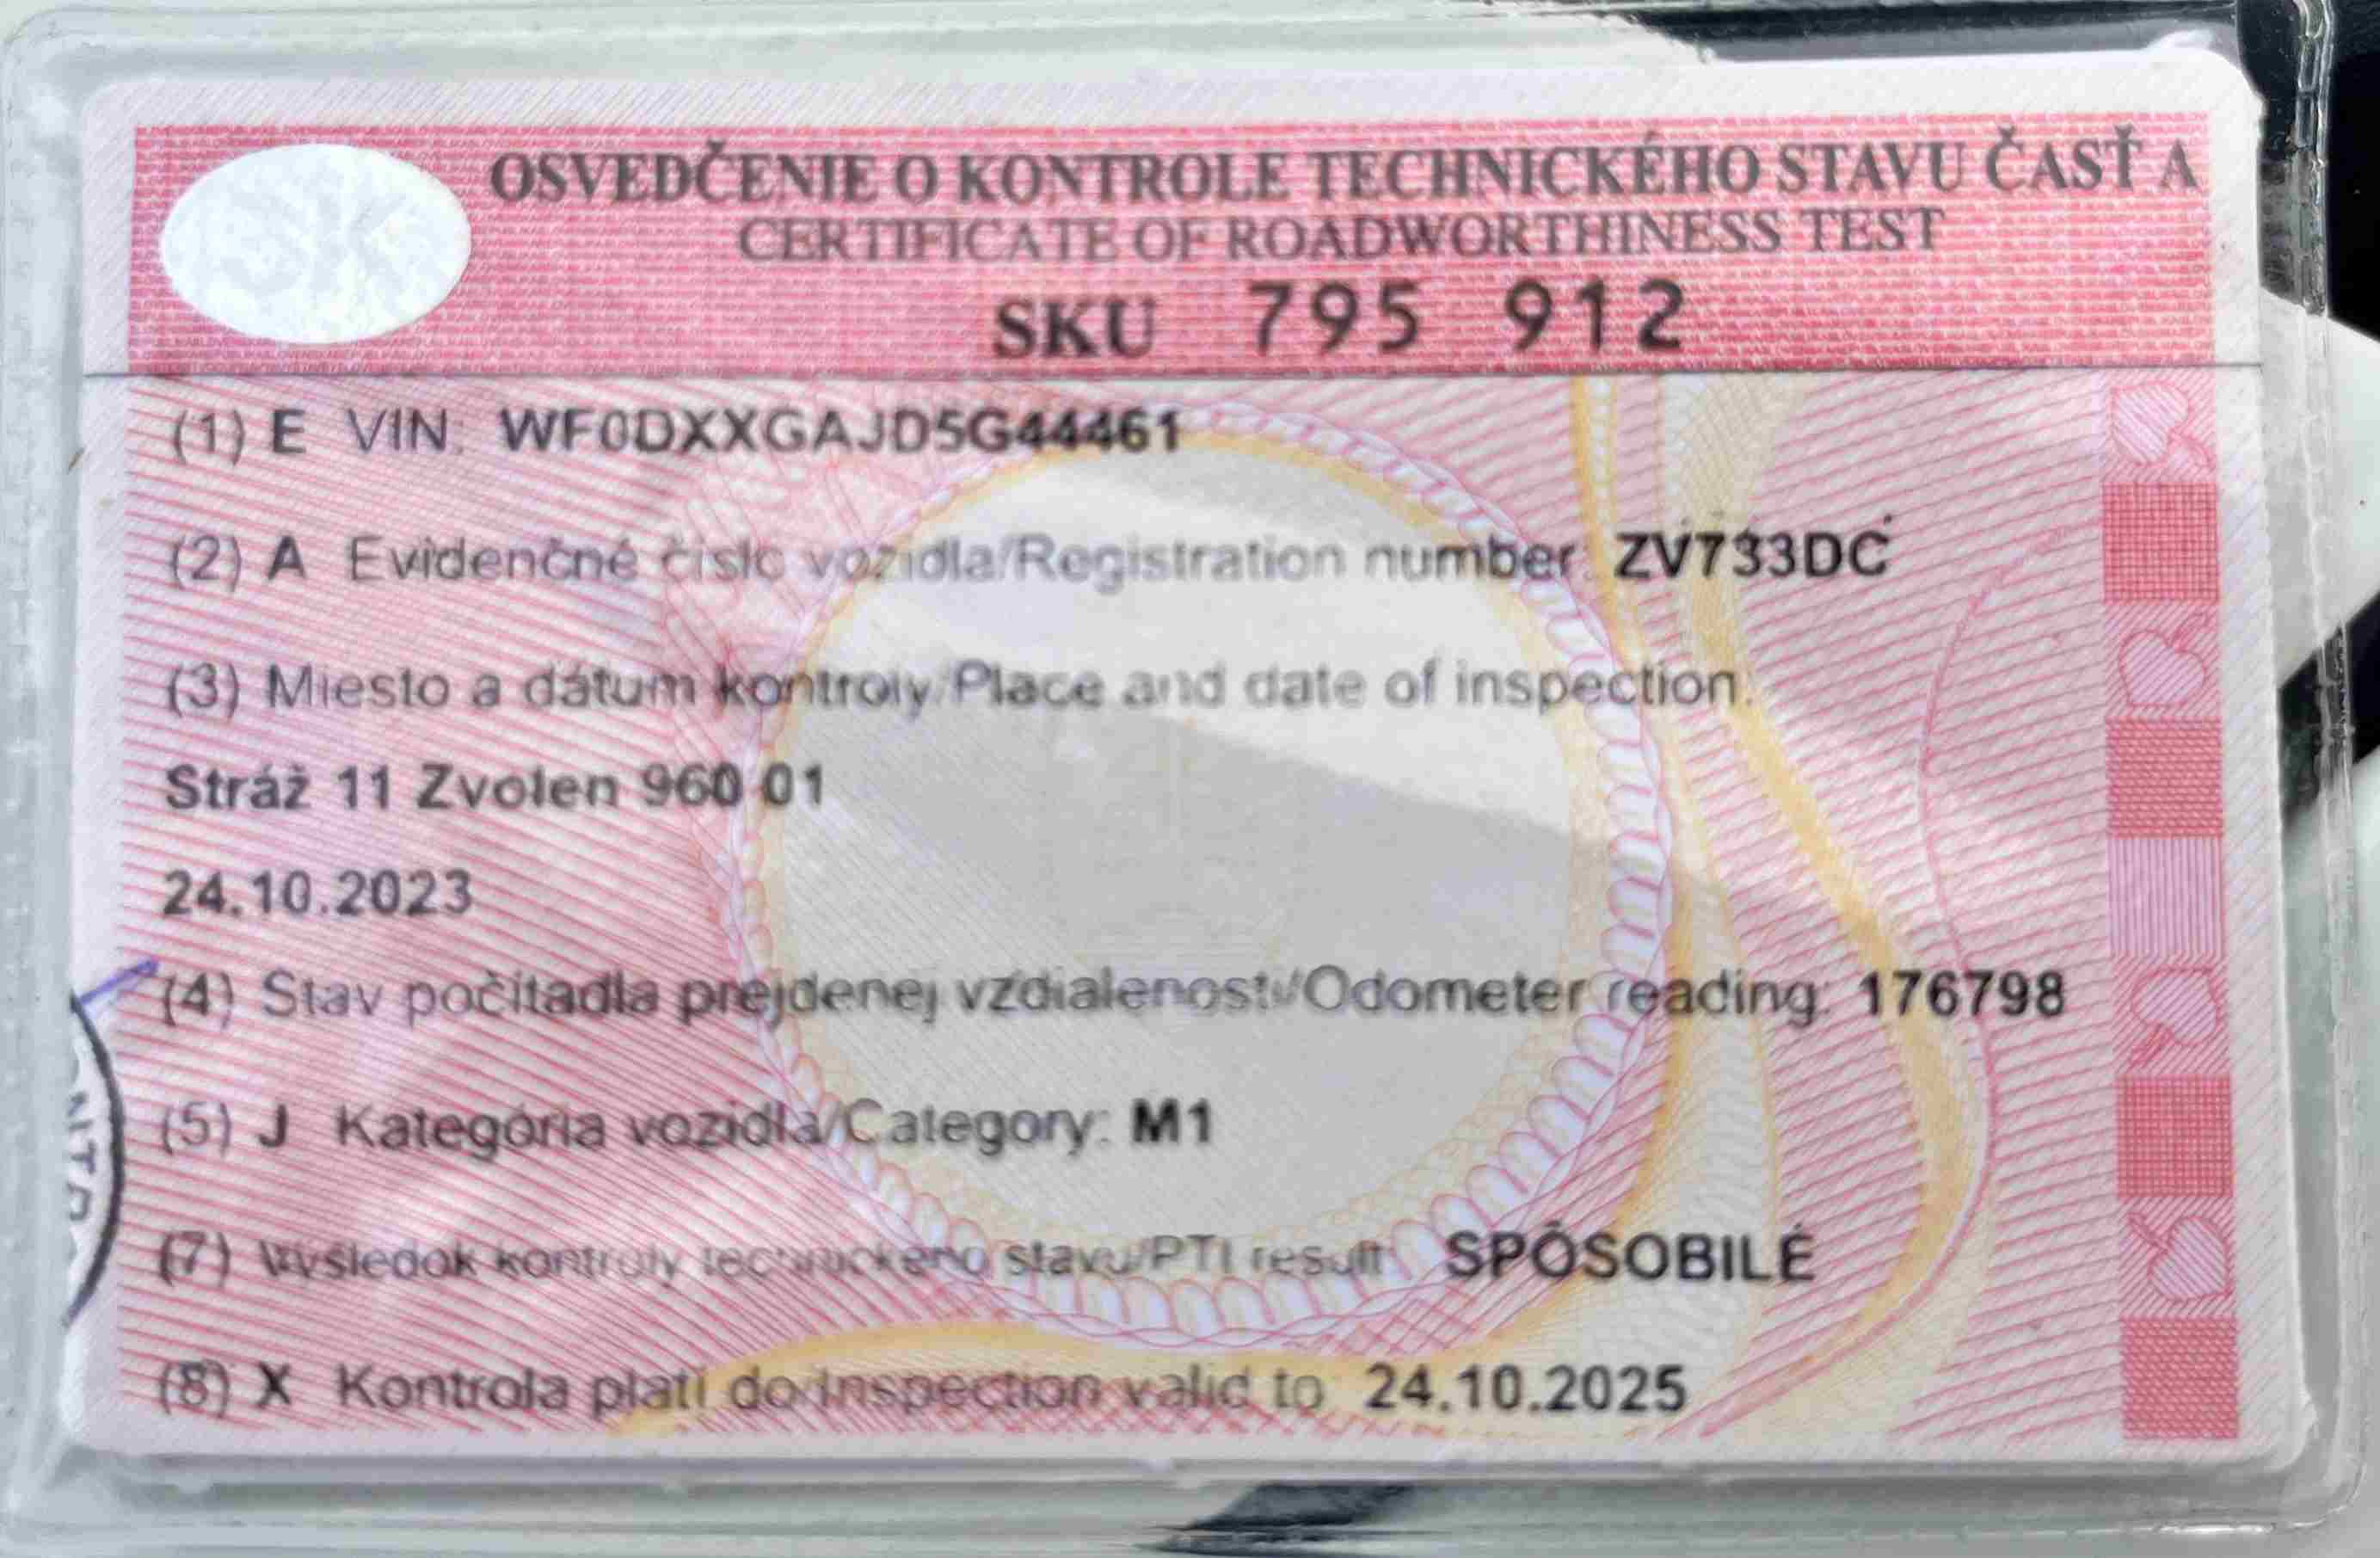 OSVEDČENIE O KONTROLE TECHNICKÉHO STAVU ČASŤ A
CERTIFICATE OF ROADWORTHINESS TEST
SKU 795 912
(1) E VIN: WF0DXXGAJD5G44461
(2) A Evidenčné číslo vozidla/Registration number: ZV733DC
(3) Miesto a dátum kontroly/Place and date of inspection:
Stráž 11 Zvolen 960 01
24.10.2023
(4) Stav počítadla prejdenej vzdialenosti/Odometer reading: 176798
(5) J Kategória vozidla/Category: M1
(7) Výsledok kontroly technického stavu/PTI result: SPÔSOBILÉ
(8) X Kontrola platí do/Inspection valid to 24.10.2025